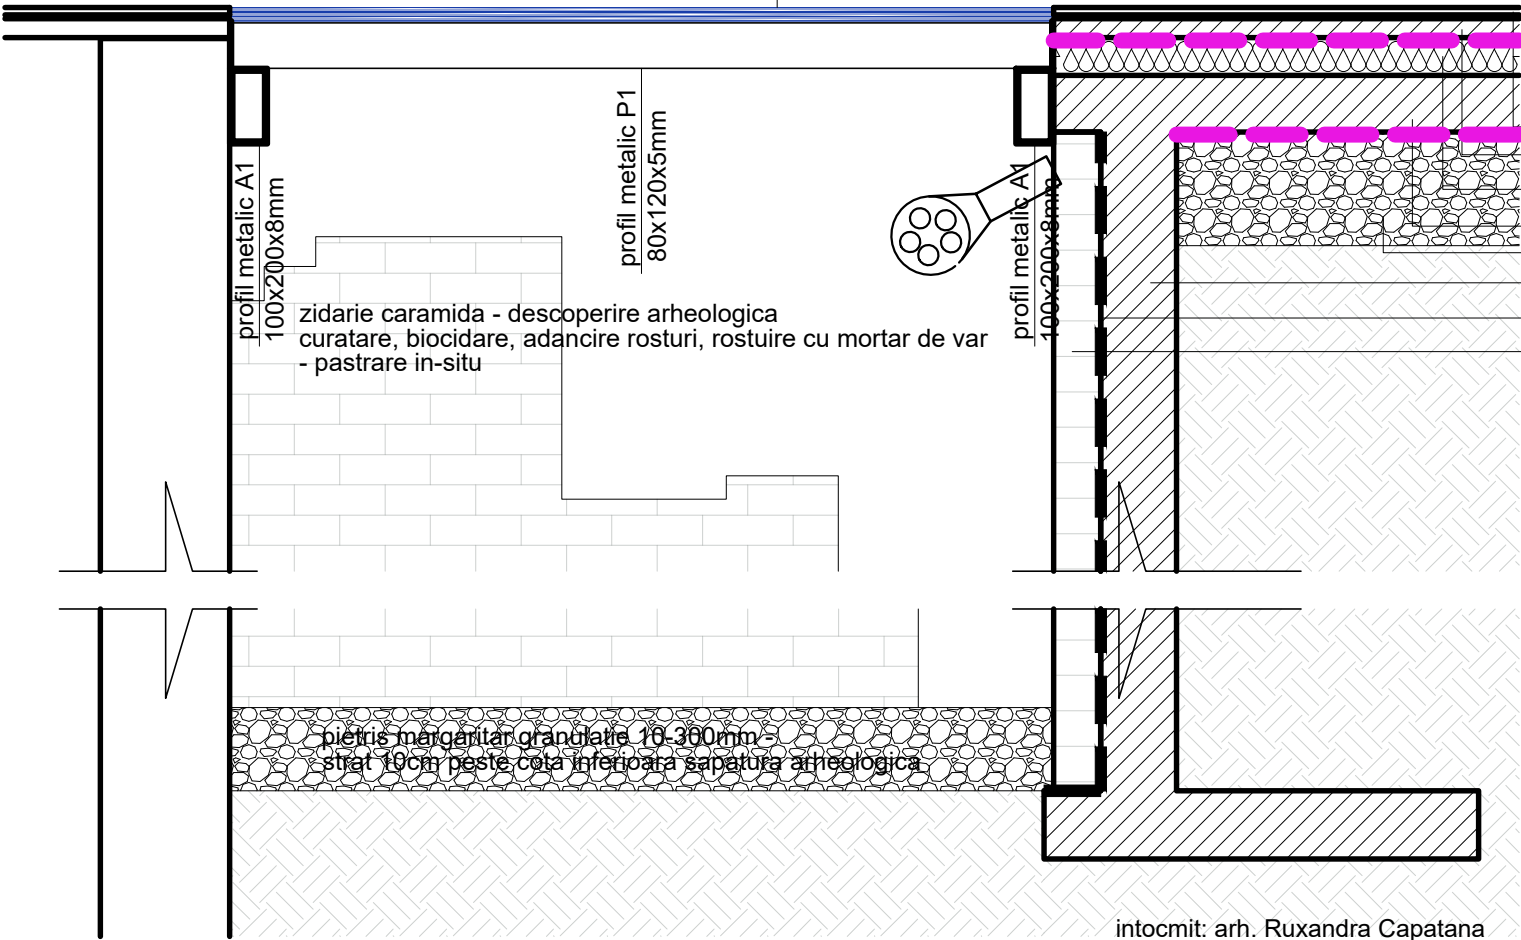 profil metalic P1
80x120x5mm
profil metalic A1
100x200x8mm
profil metalic A1
100x200x8mm
zidarie caramida - descoperire arheologica
curatare, biocidare, adancire rosturi, rostuire cu mortar de var
- pastrare in-situ
pietris margaritar granulatie 10-300mm -
strat 10cm peste cota inferioara sapatura arheologica
intocmit: arh. Ruxandra Capatana